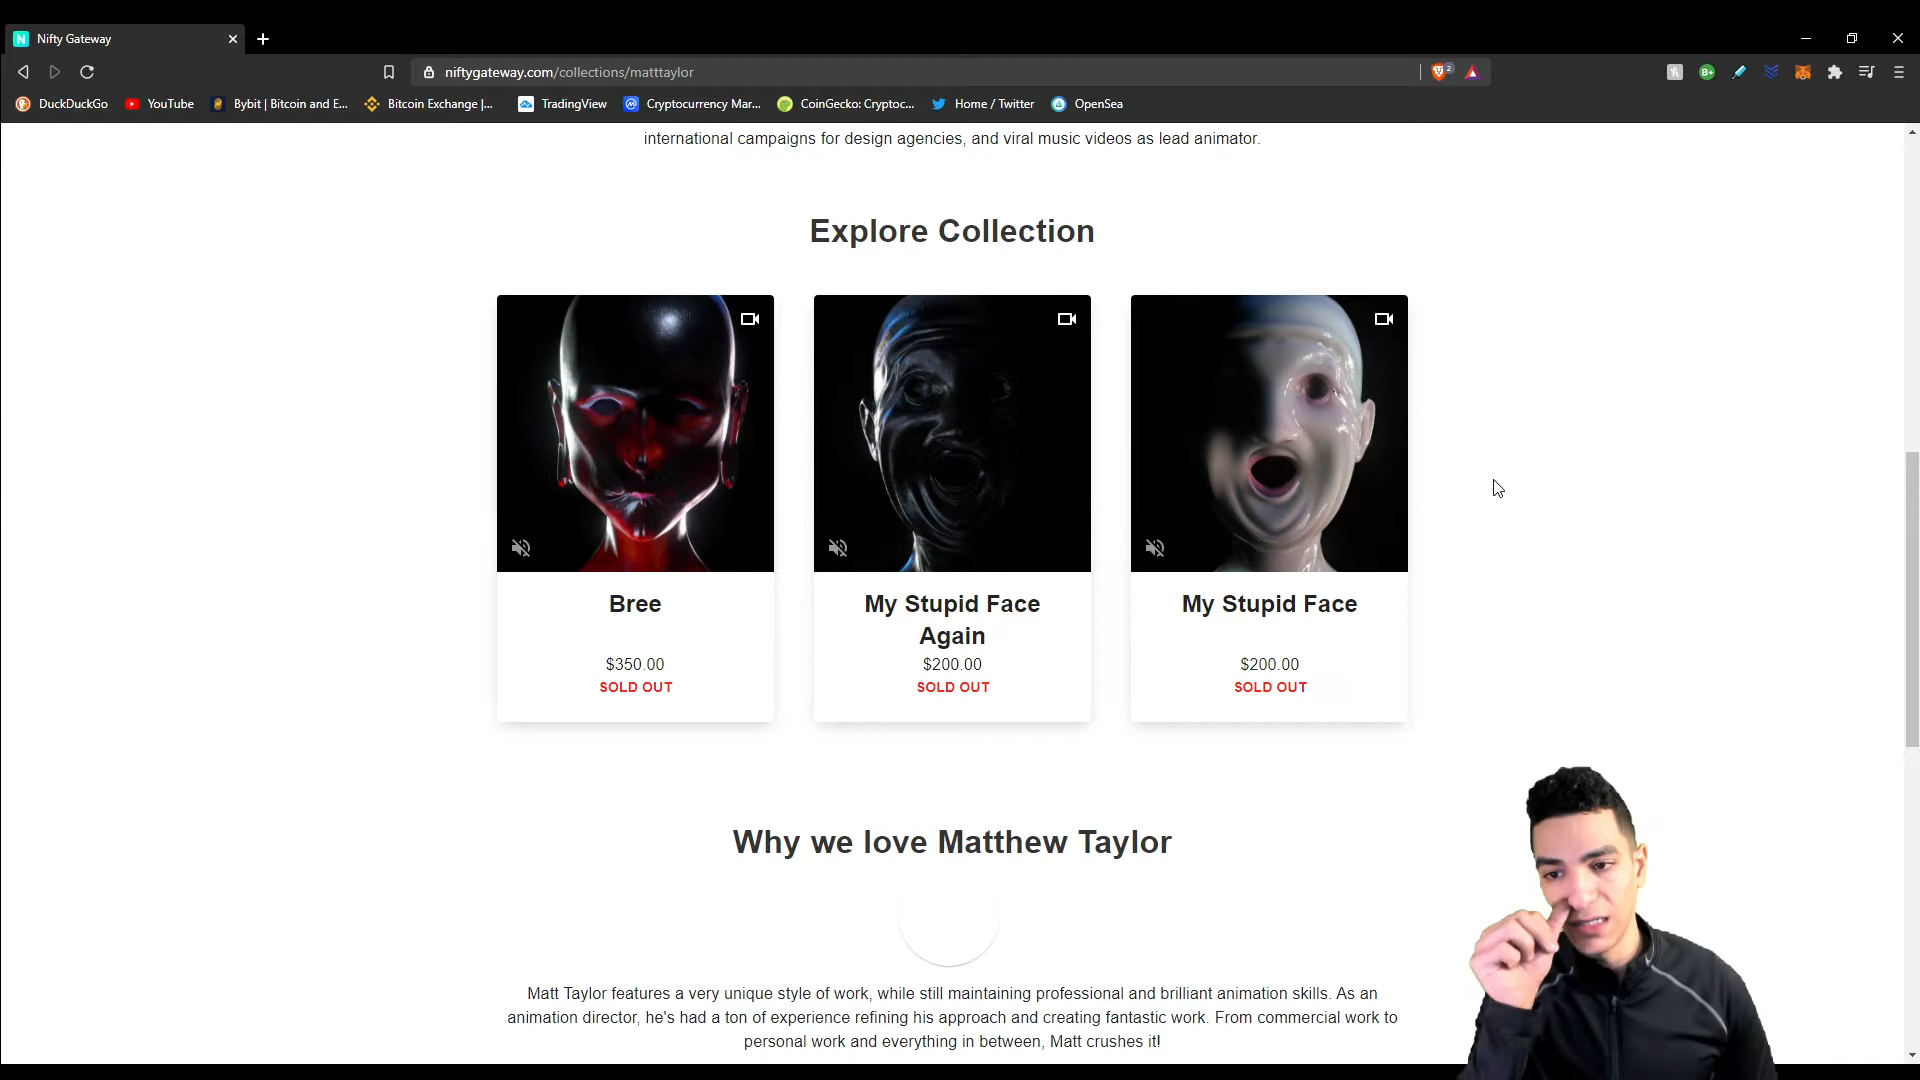 N Nifty Gateway
niftygateway.com/collections/matttaylor
2
B+
DuckDuckGo YouTube Bybit | Bitcoin and E... Bitcoin Exchange |... TradingView Cryptocurrency Mar... CoinGecko: Cryptoc... Home / Twitter OpenSea
international campaigns for design agencies, and viral music videos as lead animator.
Explore Collection
Bree
$350.00
SOLD OUT
My Stupid Face
Again
$200.00
SOLD OUT
My Stupid Face
$200.00
SOLD OUT
Why we love Matthew Taylor
Matt Taylor features a very unique style of work, while still maintaining professional and brilliant animation skills. As an
animation director, he's had a ton of experience refining his approach and creating fantastic work. From commercial work to
personal work and everything in between, Matt crushes it!